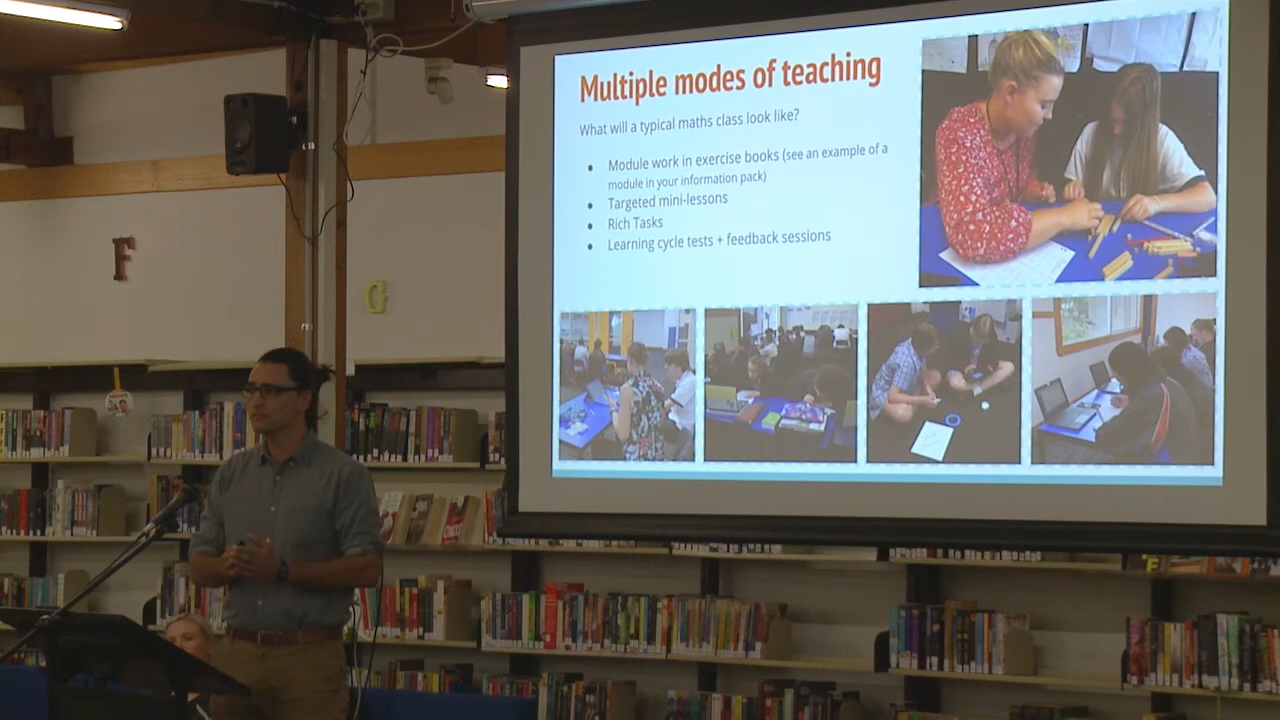 Multiple modes of teaching
What will a typical maths class look like?
● Module work in exercise books (see an example of a
module in your information pack)
● Targeted mini-lessons
● Rich Tasks
● Learning cycle tests + feedback sessions
F
G
F